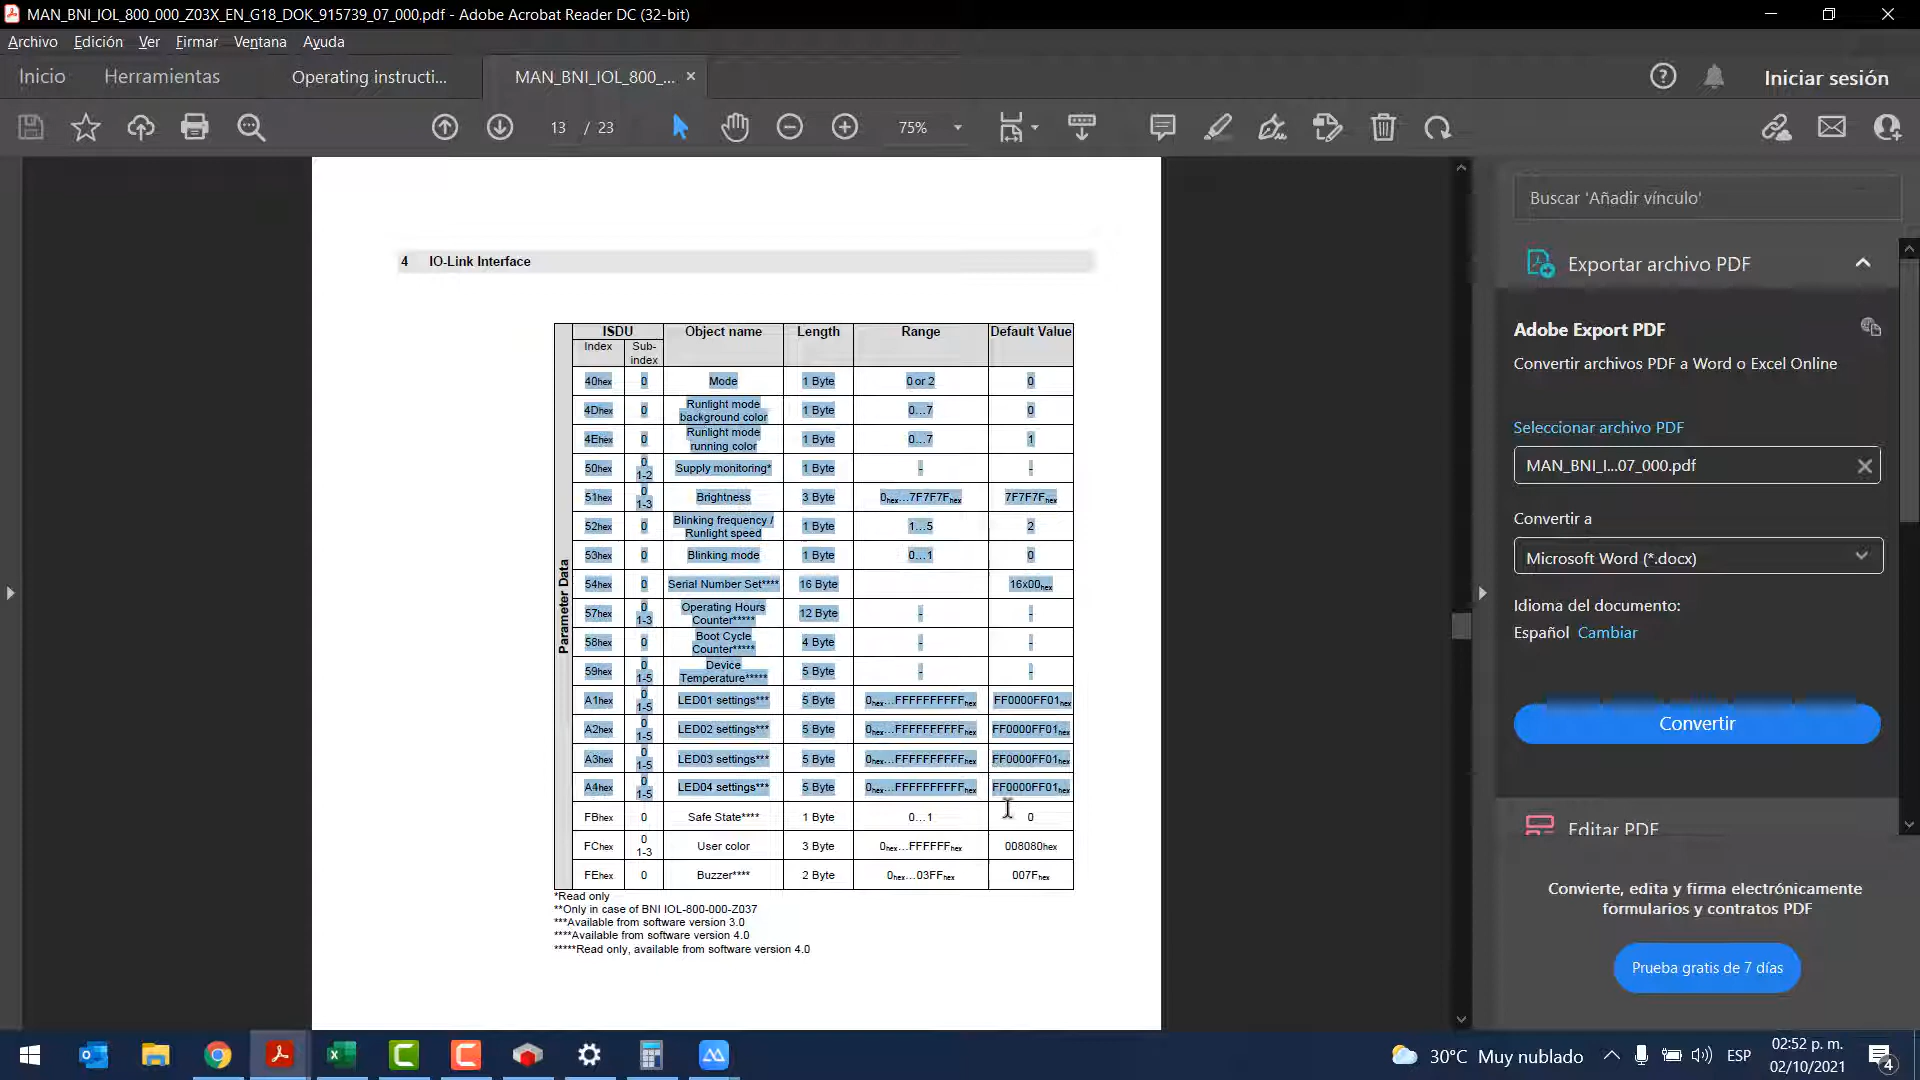 MAN_BNI_IOL_800_000_Z03X_EN_G18_DOK_915739_07_000.pdf - Adobe Acrobat Reader DC (32-bit)
Archivo Edición Ver Firmar Ventana Ayuda
Inicio Herramientas Operating instructi... MAN_BNI_IOL_800_... × Iniciar sesión
13 / 23 75%
Buscar 'Añadir vínculo'
4 IO-Link Interface
Exportar archivo PDF
Adobe Export PDF
Convertir archivos PDF a Word o Excel Online
Seleccionar archivo PDF
MAN_BNI_I...07_000.pdf
Convertir a
Microsoft Word (*.docx)
Idioma del documento:
Español Cambiar
Convertir
Editar PDF
Convierte, edita y firma electrónicamente
formularios y contratos PDF
Prueba gratis de 7 días
Parameter Data
ISDU Object name Length Range Default Value
Index Sub-index
40hex 0 Mode 1 Byte 0 or 2 0
4Dhex 0 Runlight mode background color 1 Byte 0...7 0
4Ehex 0 Runlight mode running color 1 Byte 0...7 1
50hex 0 1-2 Supply monitoring* 1 Byte - -
51hex 0 1-3 Brightness 3 Byte 0hex...7F7F7Fhex 7F7F7Fhex
52hex 0 Blinking frequency / Runlight speed 1 Byte 1...5 2
53hex 0 Blinking mode 1 Byte 0...1 0
54hex 0 Serial Number Set**** 16 Byte 16x00hex
57hex 0 1-3 Operating Hours Counter***** 12 Byte - -
58hex 0 Boot Cycle Counter***** 4 Byte - -
59hex 0 1-5 Device Temperature***** 5 Byte - -
A1hex 0 1-5 LED01 settings*** 5 Byte 0hex...FFFFFFFFFFhex FF0000FF01hex
A2hex 0 1-5 LED02 settings*** 5 Byte 0hex...FFFFFFFFFFhex FF0000FF01hex
A3hex 0 1-5 LED03 settings*** 5 Byte 0hex...FFFFFFFFFFhex FF0000FF01hex
A4hex 0 1-5 LED04 settings*** 5 Byte 0hex...FFFFFFFFFFhex FF0000FF01hex
FBhex 0 Safe State**** 1 Byte 0...1 0
FChex 0 1-3 User color 3 Byte 0hex...FFFFFFhex 008080hex
FEhex 0 Buzzer**** 2 Byte 0hex...03FFhex 007Fhex
*Read only
**Only in case of BNI IOL-800-000-Z037
***Available from software version 3.0
****Available from software version 4.0
*****Read only, available from software version 4.0
30°C Muy nublado ESP 02:52 p. m.
02/10/2021
4